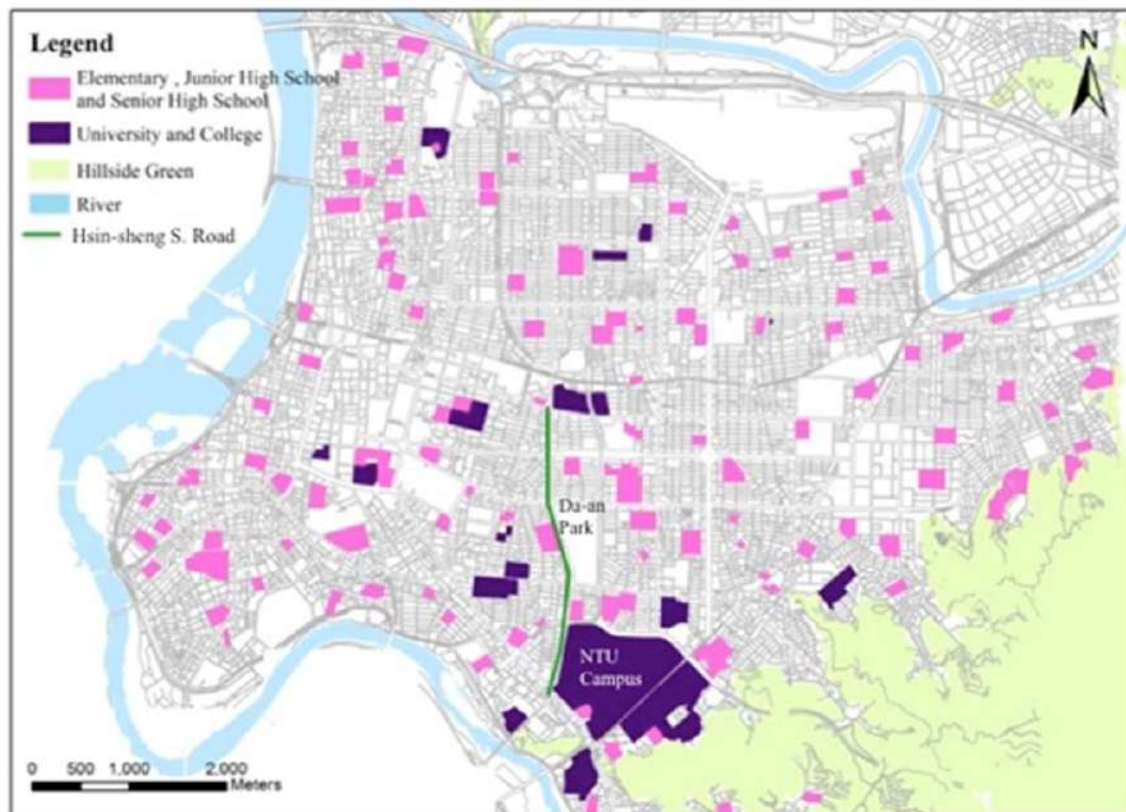 Legend
Elementary , Junior High School
and Senior High School
University and College
Hillside Green
River
Hsin-sheng S. Road
N
Da-an
Park
NTU
Campus
0 500 1,000 2,000
Meters